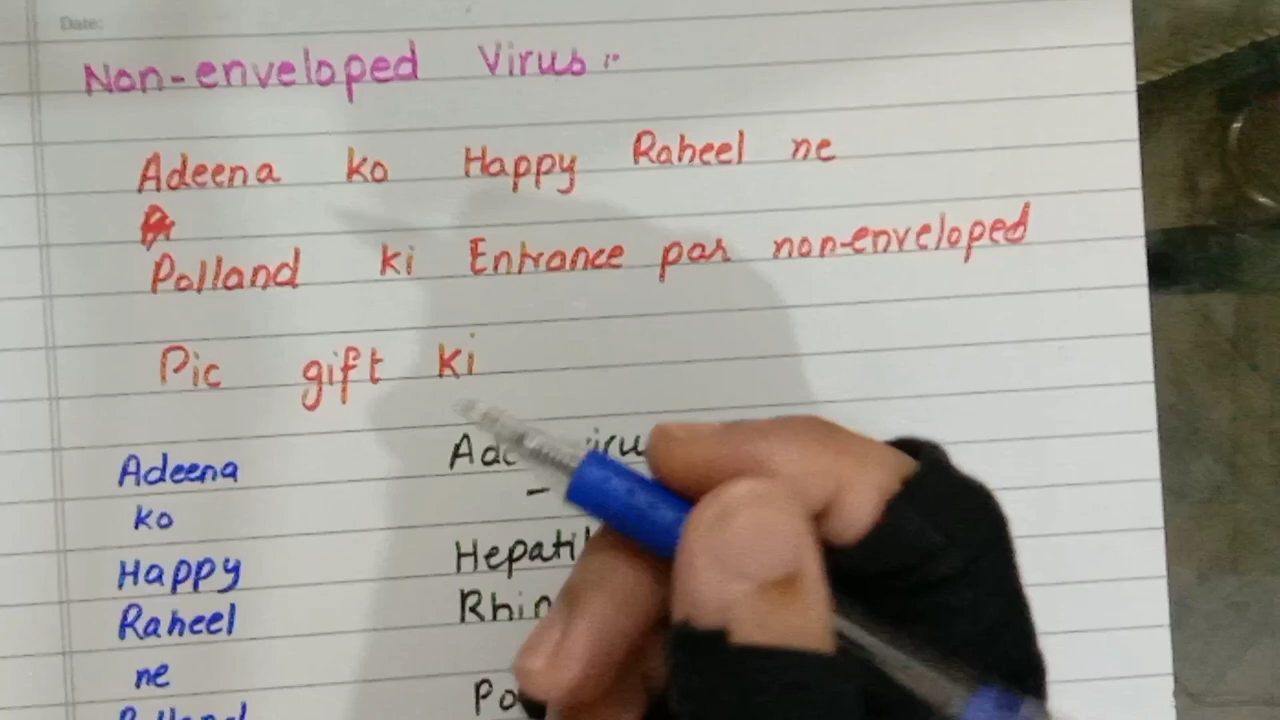 Date:
Non-enveloped Virus :-
Adeena ko Happy Raheel ne
Polland ki Entrance par non-enveloped
Pic gift ki
Adeena
ko -
Happy
Raheel
ne